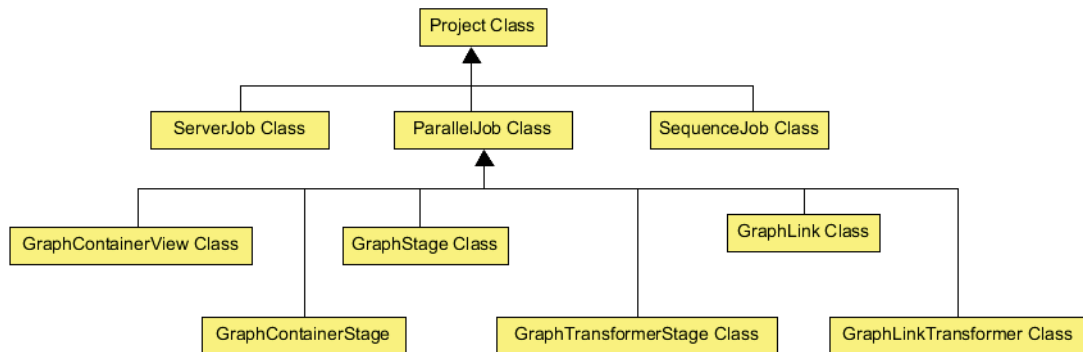 Project Class
ServerJob Class
ParallelJob Class
SequenceJob Class
GraphContainerView Class
GraphStage Class
GraphLink Class
GraphContainerStage
GraphTransformerStage Class
GraphLinkTransformer Class